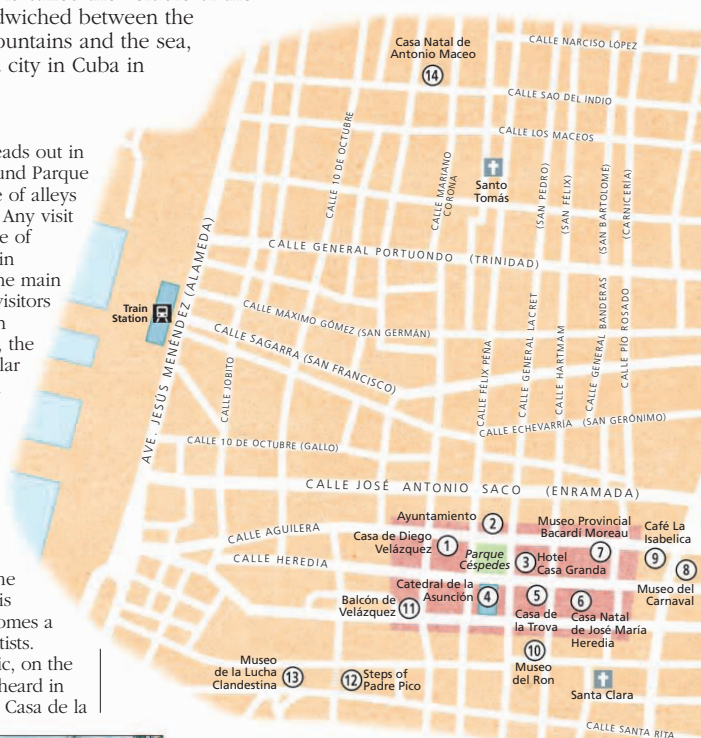 dwiched between the
ountains and the sea,
city in Cuba in
eads out in
und Parque
e of alleys
Any visit
e of
in
ne main
visitors
n
, the
lar
ne
is
omes a
tists.
ic, on the
heard in
Casa de la
Casa Natal de
Antonio Maceo
14
CALLE NARCISO LÓPEZ
CALLE SAO DEL INDIO
CALLE LOS MACEOS
CALLE 10 DE OCTUBRE
CALLE MARIANO
CORONA
Santo
Tomás
(SAN PEDRO)
(SAN FÉLIX)
(SAN BARTOLOMÉ)
(CARNICERÍA)
CALLE GENERAL PORTUONDO (TRINIDAD)
Train
Station
AVE. JESÚS MENÉNDEZ (ALAMEDA)
CALLE MÁXIMO GÓMEZ (SAN GERMÁN)
CALLE SAGARRA (SAN FRANCISCO)
CALLE JOBITO
CALLE FÉLIX PEÑA
CALLE GENERAL LACRET
CALLE HARTMAM
CALLE GENERAL BANDERAS
CALLE PÍO ROSADO
CALLE ECHEVARRÍA (SAN GERÓNIMO)
CALLE 10 DE OCTUBRE (GALLO)
CALLE JOSÉ ANTONIO SACO (ENRAMADA)
CALLE AGUILERA
CALLE HEREDIA
Ayuntamiento
2
Casa de Diego
Velázquez
1
Parque
Céspedes
3
Hotel
Casa Granda
Museo Provincial
Bacardí Moreau
7
Café La
Isabelica
9
8
Museo del
Carnaval
Catedral de la
Asunción
4
5
Casa de
la Trova
6
Casa Natal
de José María
Heredia
Balcón de
Velázquez
11
10
Museo
del Ron
Museo
de la Lucha
Clandestina
13
12
Steps of
Padre Pico
Santa Clara
CALLE SANTA RITA